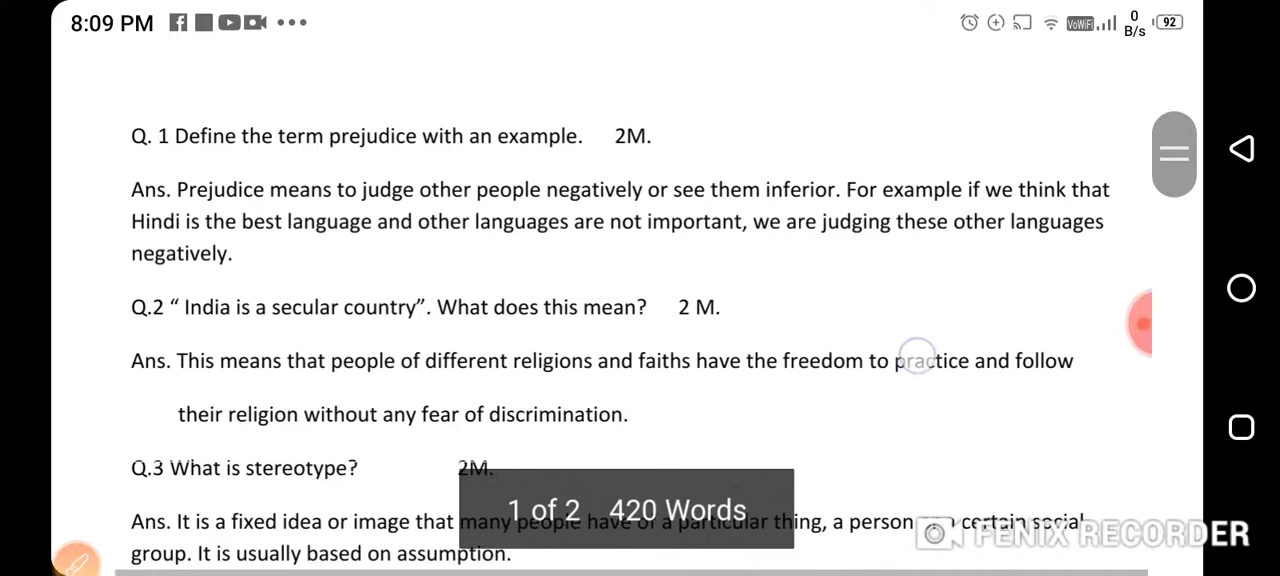 8:09 PM
0
B/s
VoWiFi
92
Q. 1 Define the term prejudice with an example. 2M.
Ans. Prejudice means to judge other people negatively or see them inferior. For example if we think that
Hindi is the best language and other languages are not important, we are judging these other languages
negatively.
Q.2 “ India is a secular country”. What does this mean? 2 M.
Ans. This means that people of different religions and faiths have the freedom to practice and follow
their religion without any fear of discrimination.
Q.3 What is stereotype? 2M.
1 of 2 420 Words
Ans. It is a fixed idea or image that many people have of a particular thing, a person certain social
group. It is usually based on assumption.
FENIX RECORDER